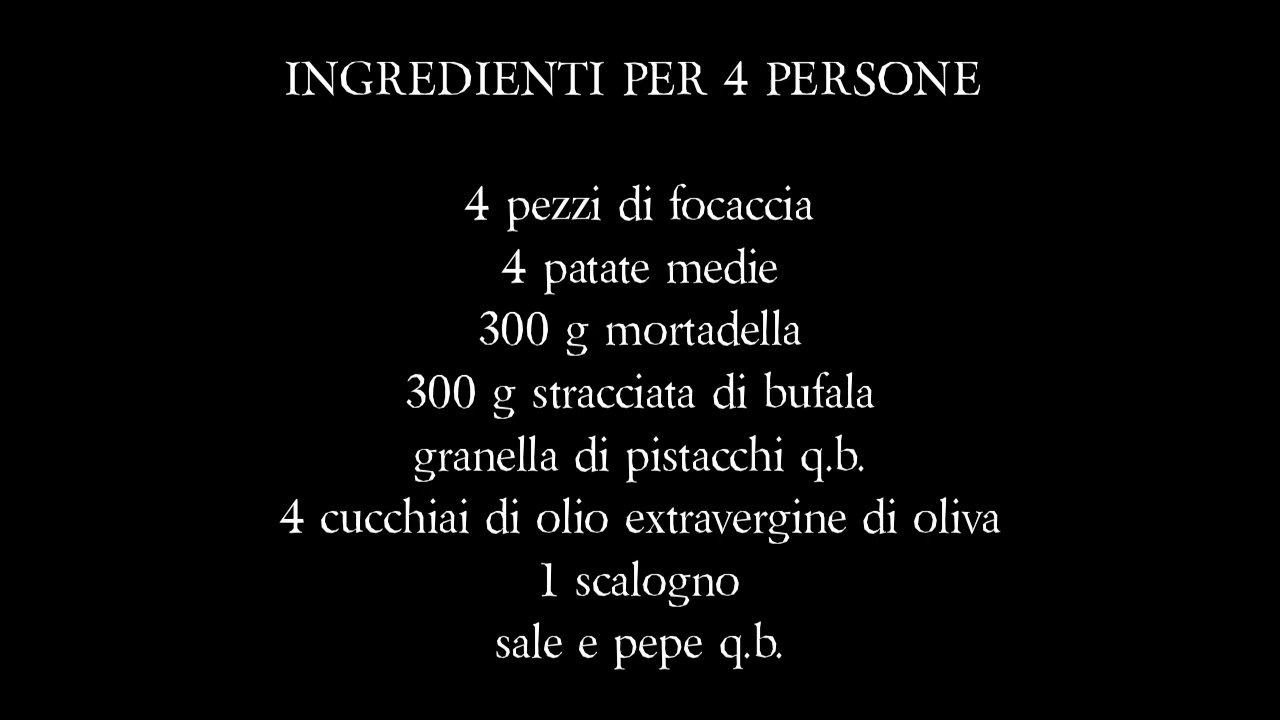 INGREDIENTI PER 4 PERSONE
4 pezzi di focaccia
4 patate medie
300 g mortadella
300 g stracciata di bufala
granella di pistacchi q.b.
4 cucchiai di olio extravergine di oliva
1 scalogno
sale e pepe q.b.